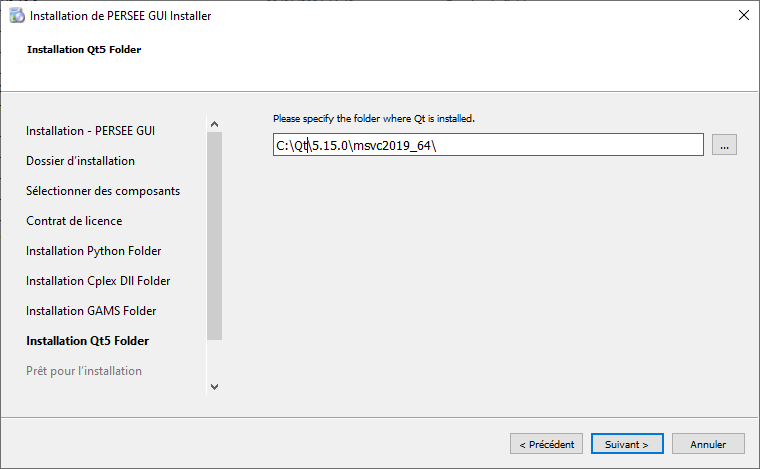 Installation de PERSEE GUI Installer
Installation Qt5 Folder
Installation - PERSEE GUI
Dossier d'installation
Sélectionner des composants
Contrat de licence
Installation Python Folder
Installation Cplex Dll Folder
Installation GAMS Folder
Installation Qt5 Folder
Prêt pour l'installation
Please specify the folder where Qt is installed.
C:\Qt\5.15.0\msvc2019_64\
...
< Précédent
Suivant >
Annuler